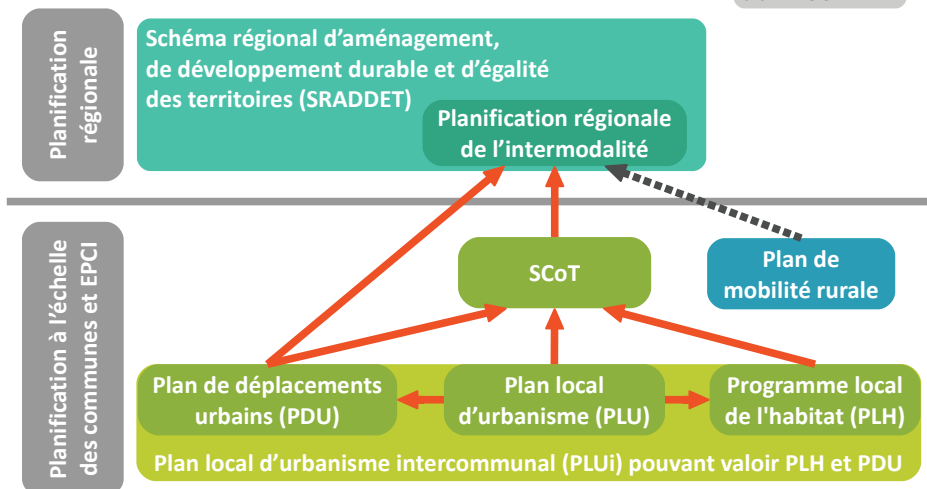 Planification
régionale
Schéma régional d’aménagement,
de développement durable et d’égalité
des territoires (SRADDET)
Planification régionale
de l’intermodalité
Planification à l’échelle
des communes et EPCI
SCoT
Plan de
mobilité rurale
Plan de déplacements
urbains (PDU)
Plan local
d’urbanisme (PLU)
Programme local
de l'habitat (PLH)
Plan local d’urbanisme intercommunal (PLUi) pouvant valoir PLH et PDU